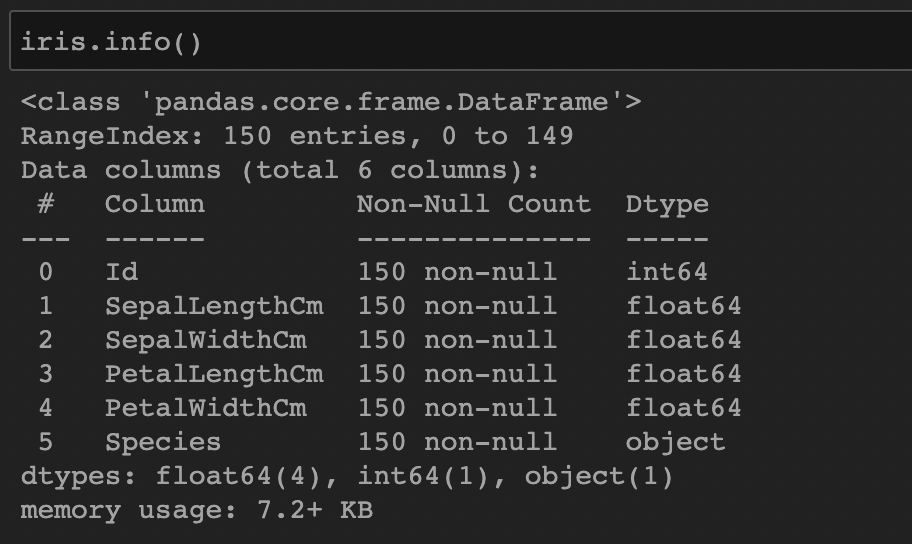 iris.info()
<class 'pandas.core.frame.DataFrame'>
RangeIndex: 150 entries, 0 to 149
Data columns (total 6 columns):
 #   Column         Non-Null Count  Dtype
---  ------         --------------  -----
 0   Id             150 non-null    int64
 1   SepalLengthCm  150 non-null    float64
 2   SepalWidthCm   150 non-null    float64
 3   PetalLengthCm  150 non-null    float64
 4   PetalWidthCm   150 non-null    float64
 5   Species        150 non-null    object
dtypes: float64(4), int64(1), object(1)
memory usage: 7.2+ KB